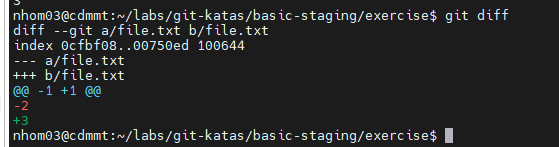 3
nhom03@cdmmt:~/labs/git-katas/basic-staging/exercise$ git diff
diff --git a/file.txt b/file.txt
index 0cfbf08..00750ed 100644
--- a/file.txt
+++ b/file.txt
@@ -1 +1 @@
-2
+3
nhom03@cdmmt:~/labs/git-katas/basic-staging/exercise$